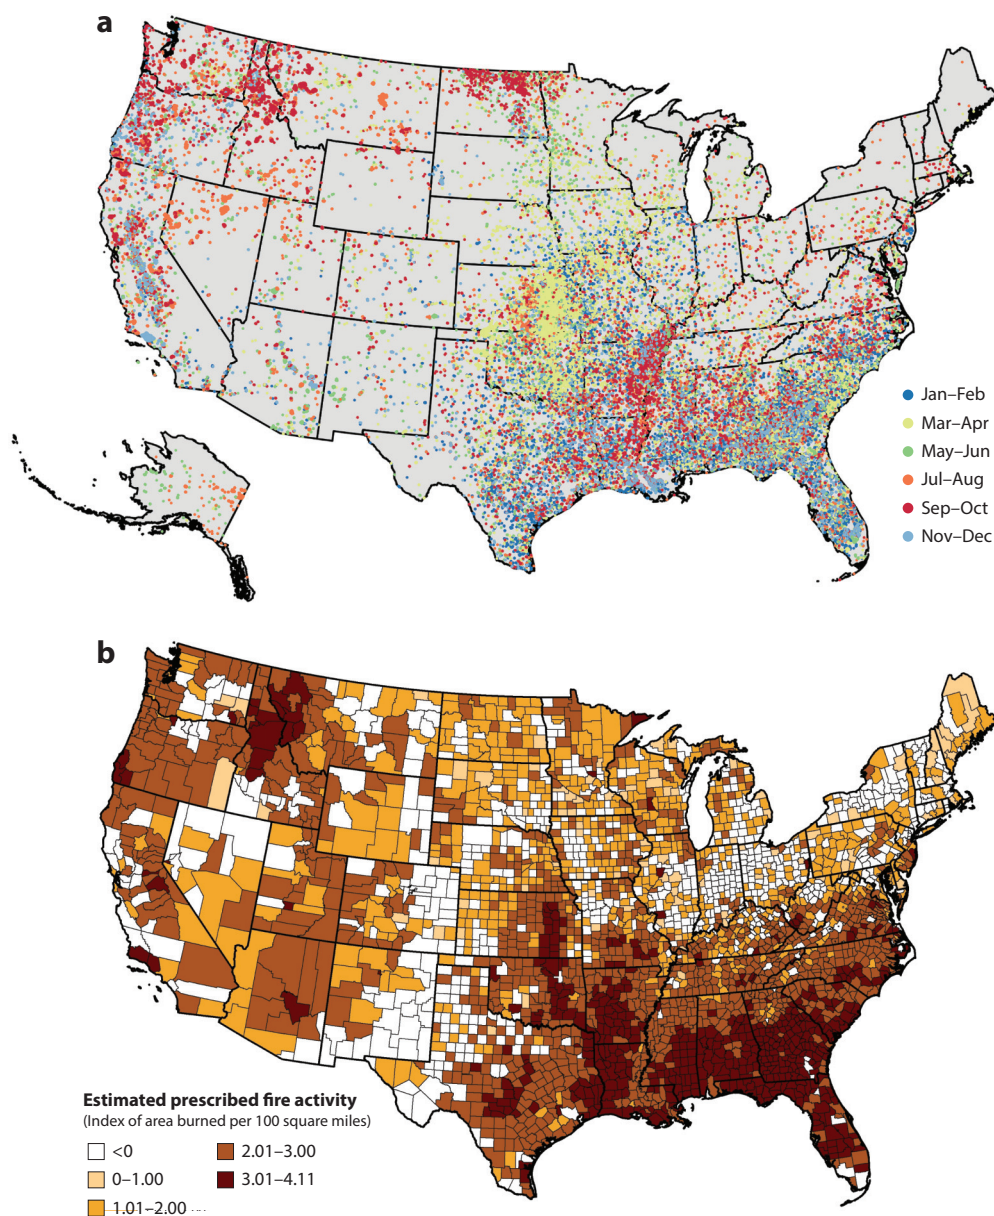 a
Jan–Feb
Mar–Apr
May–Jun
Jul–Aug
Sep–Oct
Nov–Dec
b
Estimated prescribed fire activity
(Index of area burned per 100 square miles)
<0
0–1.00
1.01–2.00
2.01–3.00
3.01–4.11